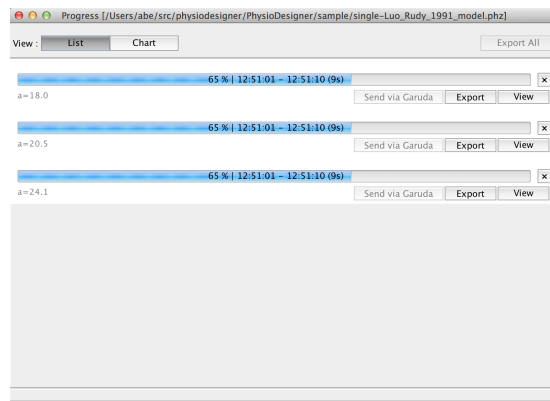 Progress [/Users/abe/src/physiodesigner/PhysioDesigner/sample/single-Luo_Rudy_1991_model.phz]
View : List Chart Export All
65 % | 12:51:01 – 12:51:10 (9s) ×
a=18.0 Send via Garuda Export View
65 % | 12:51:01 – 12:51:10 (9s) ×
a=20.5 Send via Garuda Export View
65 % | 12:51:01 – 12:51:10 (9s) ×
a=24.1 Send via Garuda Export View